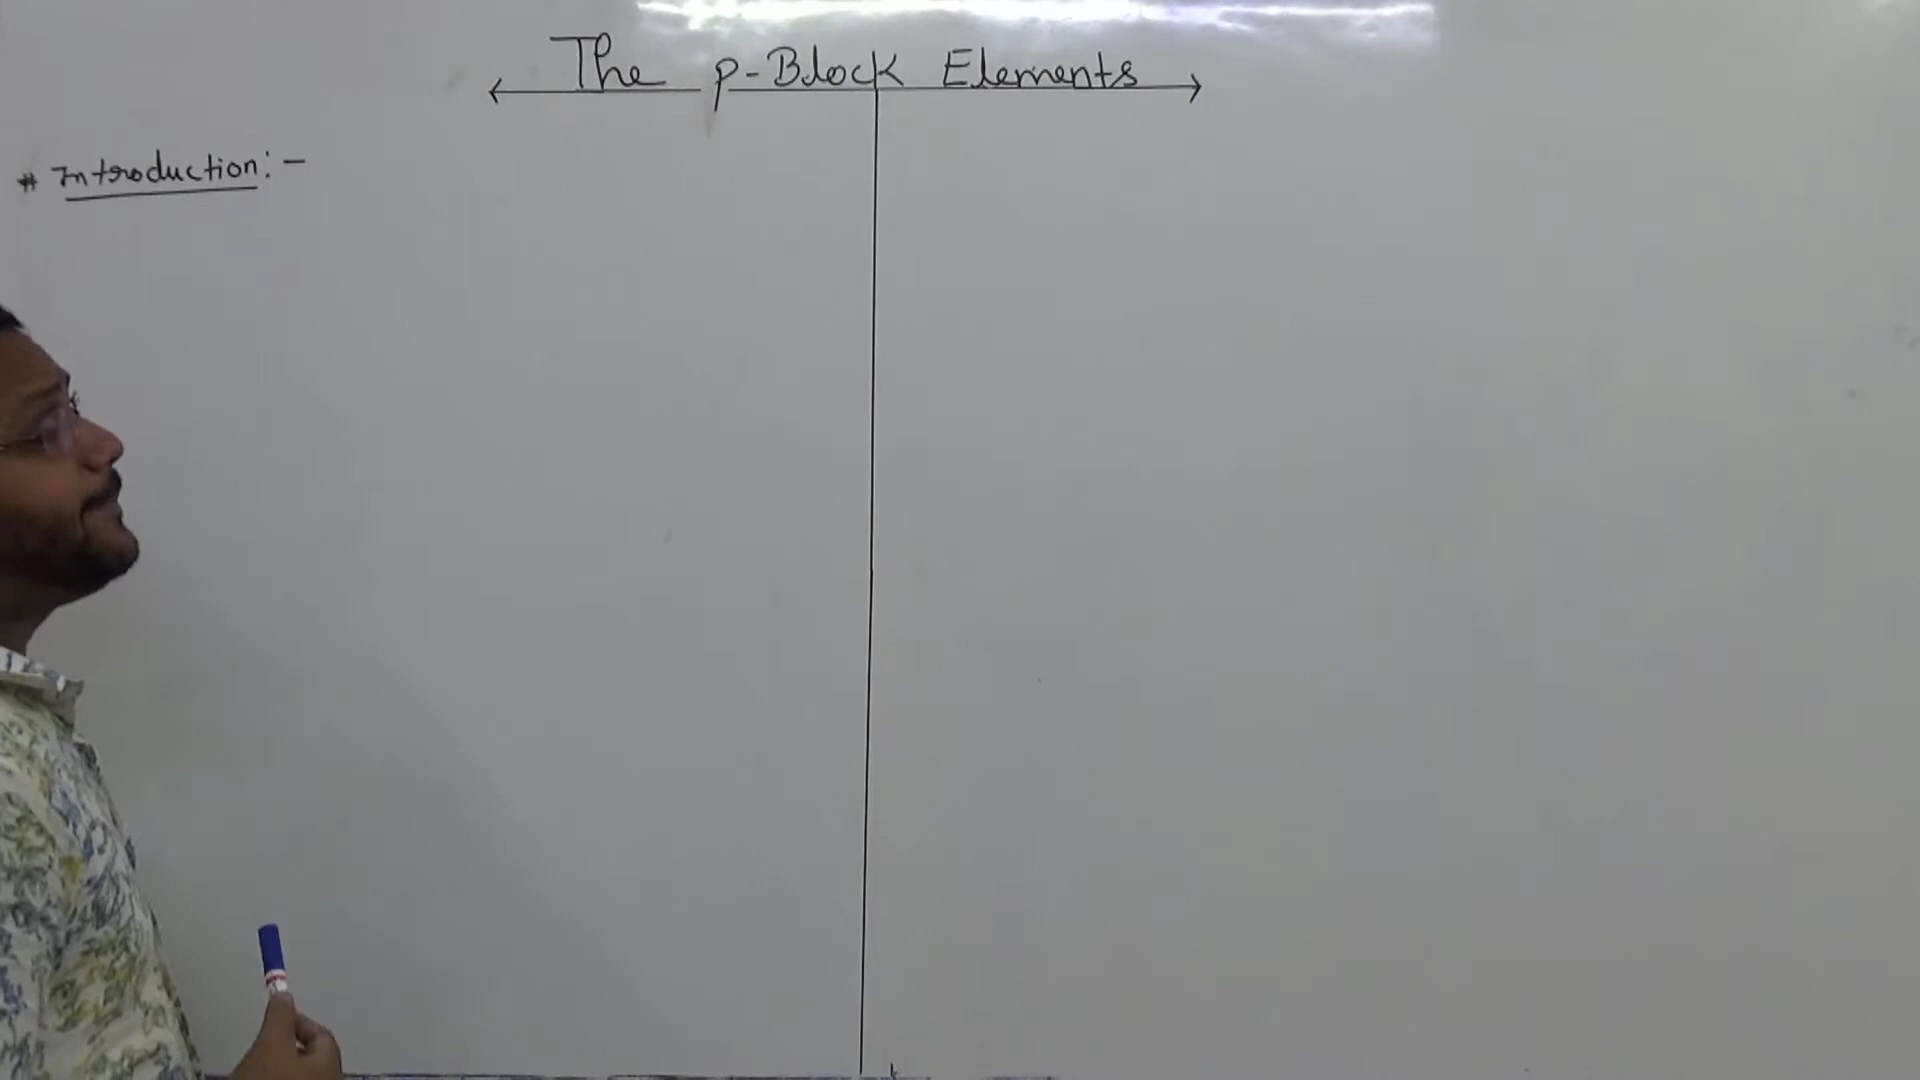 The p-Block Elements
# Introduction:-